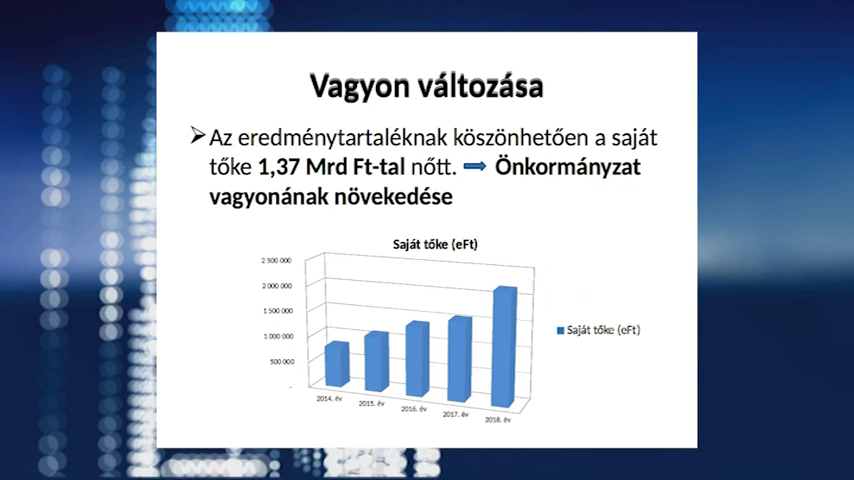 Vagyon változása
Az eredménytartaléknak köszönhetően a saját
tőke 1,37 Mrd Ft-tal nőtt. Önkormányzat
vagyonának növekedése
Saját tőke (eFt)
2 500 000
2 000 000
1 500 000
1 000 000
500 000
-
2014. év
2015. év
2016. év
2017. év
2018. év
Saját tőke (eFt)